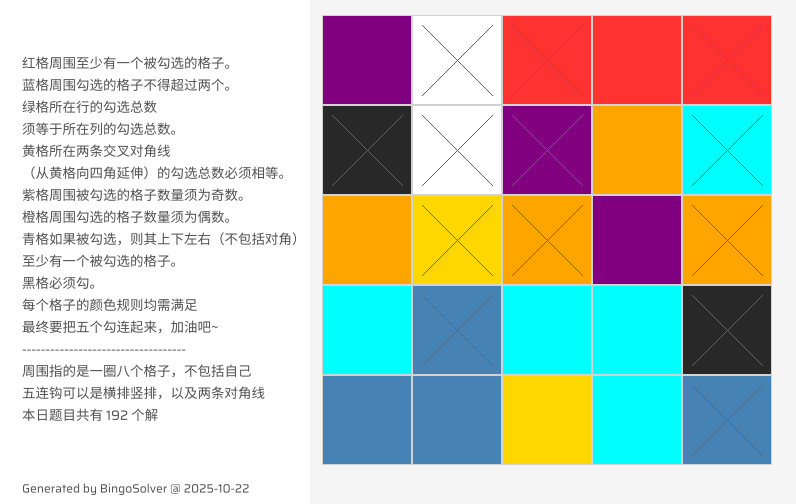 红格周围至少有一个被勾选的格子。
蓝格周围勾选的格子不得超过两个。
绿格所在行的勾选总数
须等于所在列的勾选总数。
黄格所在两条交叉对角线
（从黄格向四角延伸）的勾选总数必须相等。
紫格周围被勾选的格子数量须为奇数。
橙格周围勾选的格子数量须为偶数。
青格如果被勾选，则其上下左右（不包括对角）
至少有一个被勾选的格子。
黑格必须勾。
每个格子的颜色规则均需满足
最终要把五个勾连起来，加油吧~
-----------------------------------
周围指的是一圈八个格子，不包括自己
五连钩可以是横排竖排，以及两条对角线
本日题目共有 192 个解
Generated by BingoSolver @ 2025-10-22